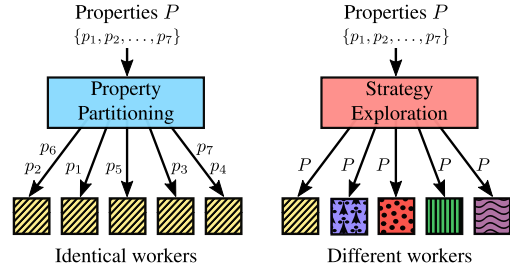 Properties P
{p1, p2, . . . , p7}
Property
Partitioning
p6
p7
p2
p1
p5
p3
p4
Identical workers
Properties P
{p1, p2, . . . , p7}
Strategy
Exploration
P
P
P
P
P
Different workers